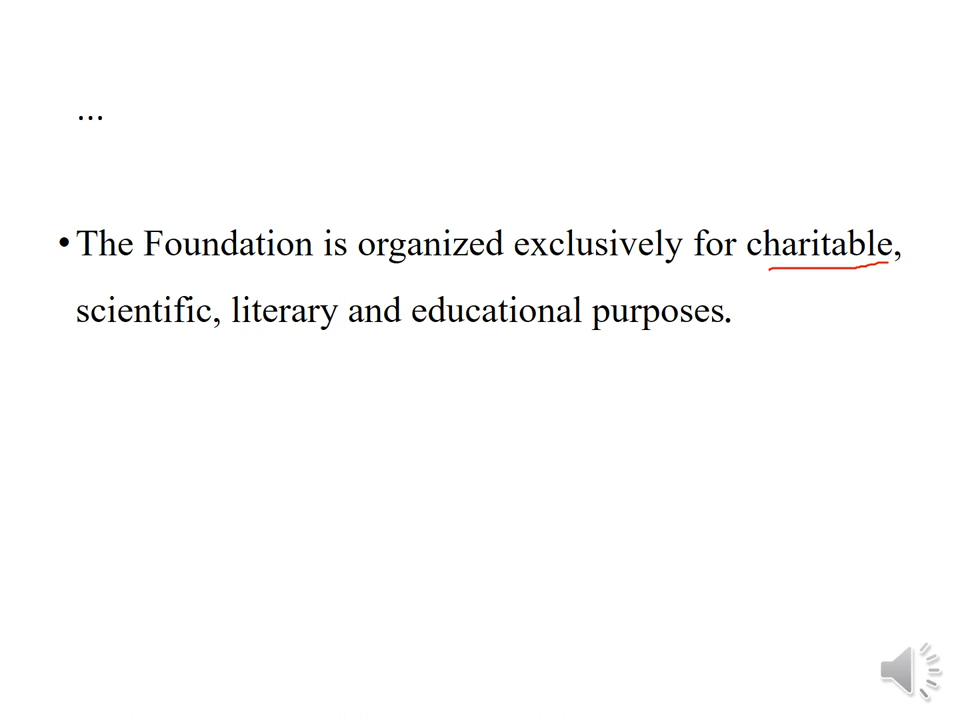 ...
• The Foundation is organized exclusively for charitable,
scientific, literary and educational purposes.